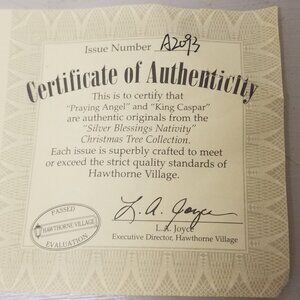 Issue Number A2093
Certificate of Authenticity
This is to certify that
"Praying Angel" and "King Caspar"
are authentic originals from the
"Silver Blessings Nativity"
Christmas Tree Collection.
Each issue is superbly crafted to meet
or exceed the strict quality standards of
Hawthorne Village.
L. A. Joyce
L.A. Joyce
Executive Director, Hawthorne Village
PASSED
HAWTHORNE VILLAGE
EVALUATION